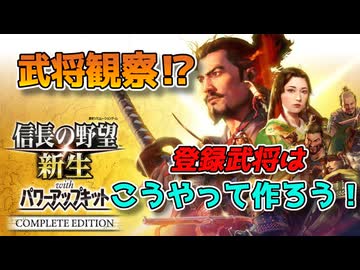 武将観察!?
信長の野望
新生
with
パワーアップキット
COMPLETE EDITION
登録武将は
こうやって作ろう!